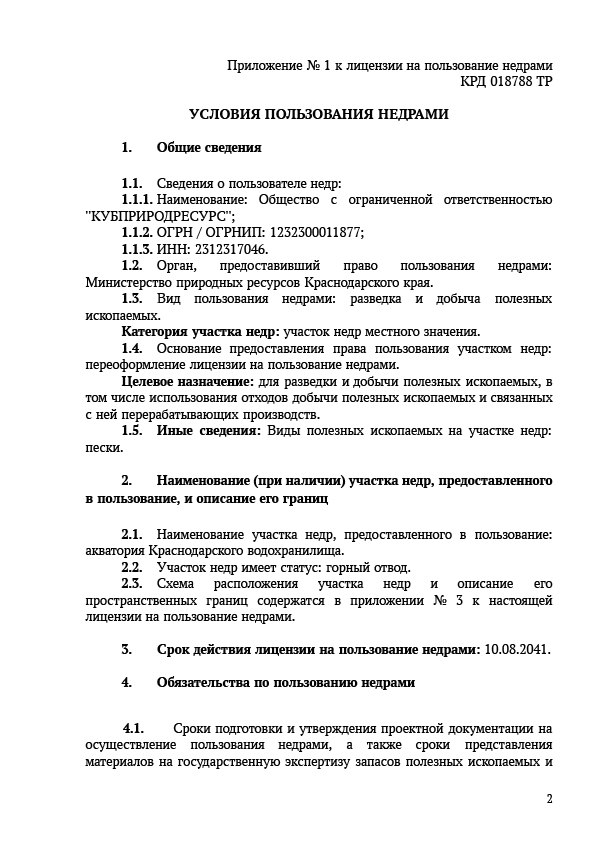 Приложение № 1 к лицензии на пользование недрами
КРД 018788 ТР
УСЛОВИЯ ПОЛЬЗОВАНИЯ НЕДРАМИ
1. Общие сведения
1.1. Сведения о пользователе недр:
1.1.1. Наименование: Общество с ограниченной ответственностью
"КУБПРИРОДРЕСУРС";
1.1.2. ОГРН / ОГРНИП: 1232300011877;
1.1.3. ИНН: 2312317046.
1.2. Орган, предоставивший право пользования недрами:
Министерство природных ресурсов Краснодарского края.
1.3. Вид пользования недрами: разведка и добыча полезных
ископаемых.
Категория участка недр: участок недр местного значения.
1.4. Основание предоставления права пользования участком недр:
переоформление лицензии на пользование недрами.
Целевое назначение: для разведки и добычи полезных ископаемых, в
том числе использования отходов добычи полезных ископаемых и связанных
с ней перерабатывающих производств.
1.5. Иные сведения: Виды полезных ископаемых на участке недр:
пески.
2. Наименование (при наличии) участка недр, предоставленного
в пользование, и описание его границ
2.1. Наименование участка недр, предоставленного в пользование:
акватория Краснодарского водохранилища.
2.2. Участок недр имеет статус: горный отвод.
2.3. Схема расположения участка недр и описание его
пространственных границ содержатся в приложении № 3 к настоящей
лицензии на пользование недрами.
3. Срок действия лицензии на пользование недрами: 10.08.2041.
4. Обязательства по пользованию недрами
4.1. Сроки подготовки и утверждения проектной документации на
осуществление пользования недрами, а также сроки представления
материалов на государственную экспертизу запасов полезных ископаемых и
2